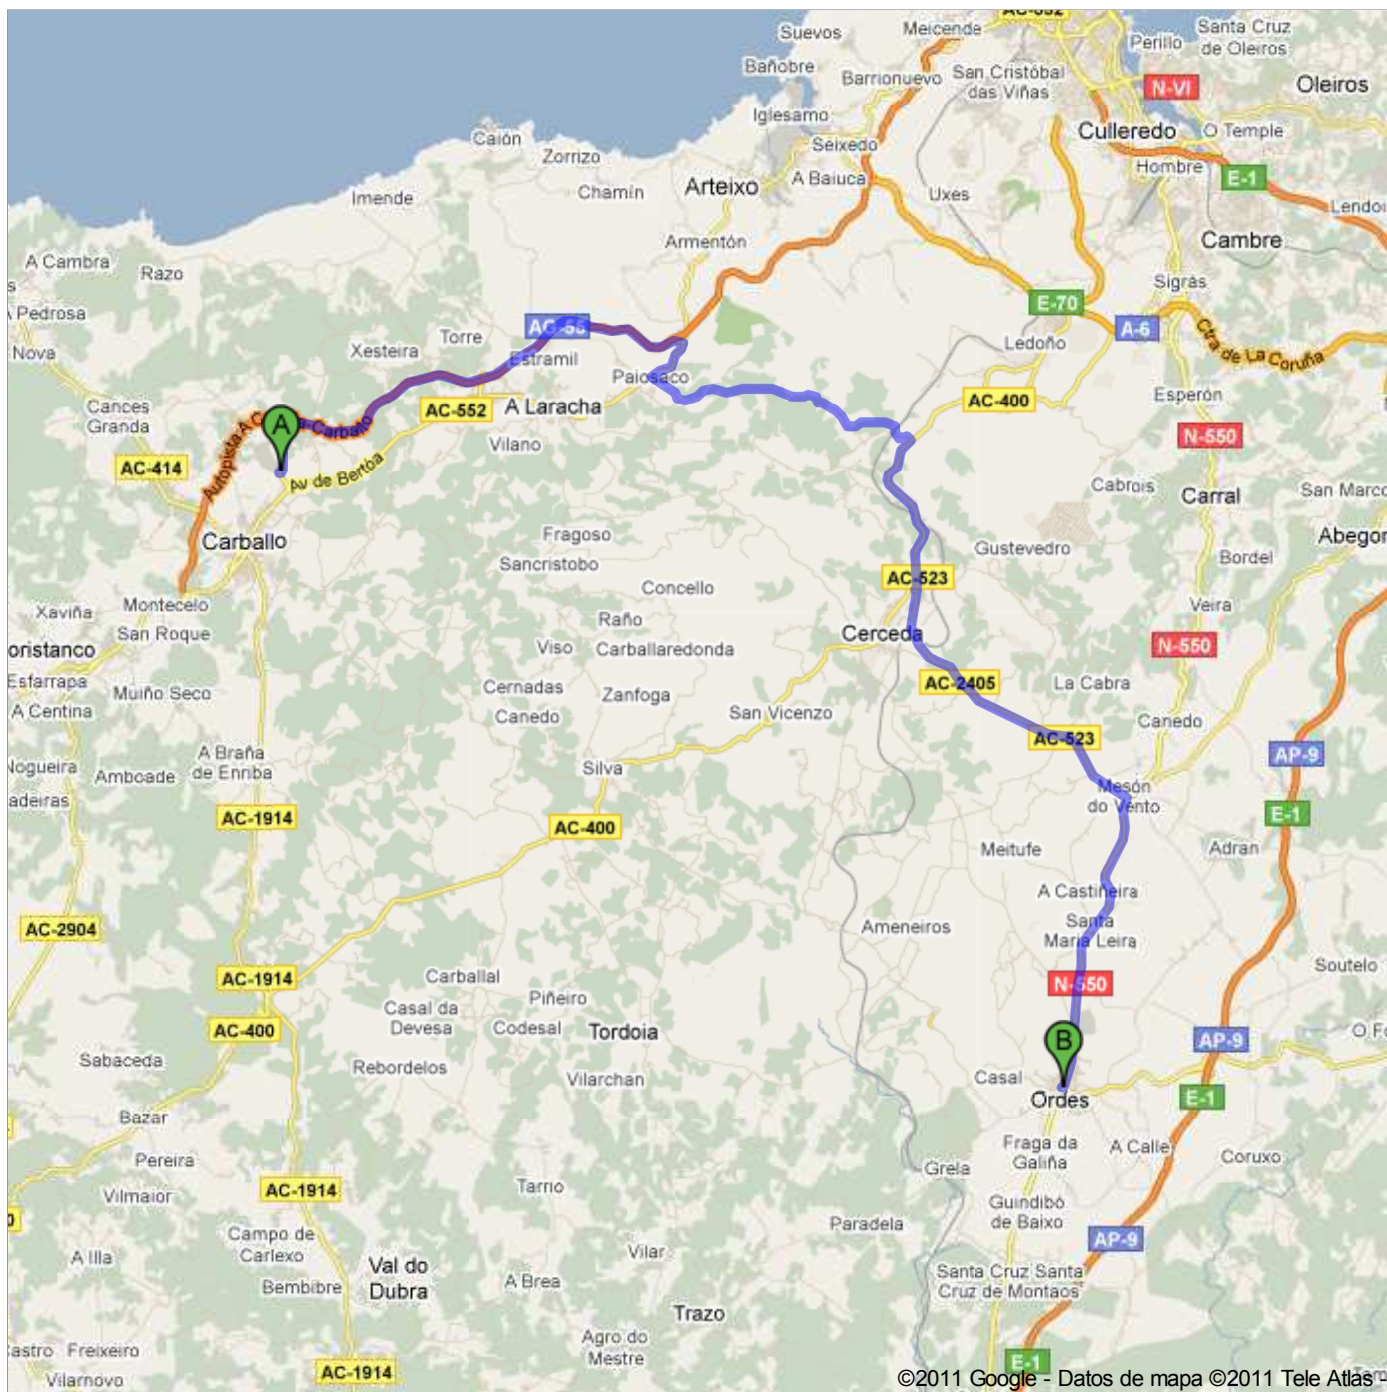 AC-552
Suevos
Meicende
Santa Cruz
de Oleiros
Perillo
Bañobre
Barrionuevo
San Cristóbal
das Viñas
N-VI
Oleiros
Iglesamo
Culleredo
O Temple
Caión
Zorrizo
Seixedo
Hombre
Imende
Chamín
Arteixo
A Baiuca
Uxes
E-1
Armentón
Cambre
A Cambra
Razo
Sigrás
E-70
A-6
Pedrosa
Nova
Xesteira
Torre
AG-55
Estramil
Ledoño
Ctra de La Coruña
Paiosaco
Cances
Granda
AC-552
A Laracha
AC-400
Esperón
A
AC-414
Autopista A
-Carballo
Av de Bertóa
Vilano
N-550
Cabrois
Carral
San Marco
Carballo
Fragoso
Sancristobo
Gustevedro
Bordel
Concello
AC-523
Xaviña
Montecelo
San Roque
Raño
Veira
oristanco
Viso
Carballaredonda
Cerceda
N-550
Esfarrapa
Muiño Seco
Cernadas
Zanfoga
AC-2405
La Cabra
A Centina
Canedo
San Vicenzo
Canedo
AC-523
A Braña
de Enriba
Nogueira
Amboade
Silva
AP-9
adeiras
Mesón
do Vento
AC-1914
AC-400
E-1
Meitufe
Adran
A Castiñeira
AC-2904
Ameneiros
Santa
Maria Leira
AC-1914
Carballal
N-550
Soutelo
Casal da
Devesa
Piñeiro
Codesal
AC-400
Tordoia
B
AP-9
Sabaceda
Rebordelos
Vilarchan
Casal
Ordes
E-1
Bazar
Fraga da
Galiña
A Calle
Pereira
Grela
Coruxo
Vilmaior
AC-1914
Tarrio
Guindibó
de Baixo
Paradela
Campo de
Carlexo
AP-9
A Illa
Val do
Dubra
Vilar
Bembibre
A Brea
Santa Cruz Santa
Cruz de Montaos
Trazo
Agro do
Mestre
astro
Freixeiro
E-1
AC-1914
Vilarnovo
©2011 Google - Datos de mapa ©2011 Tele Atlas -